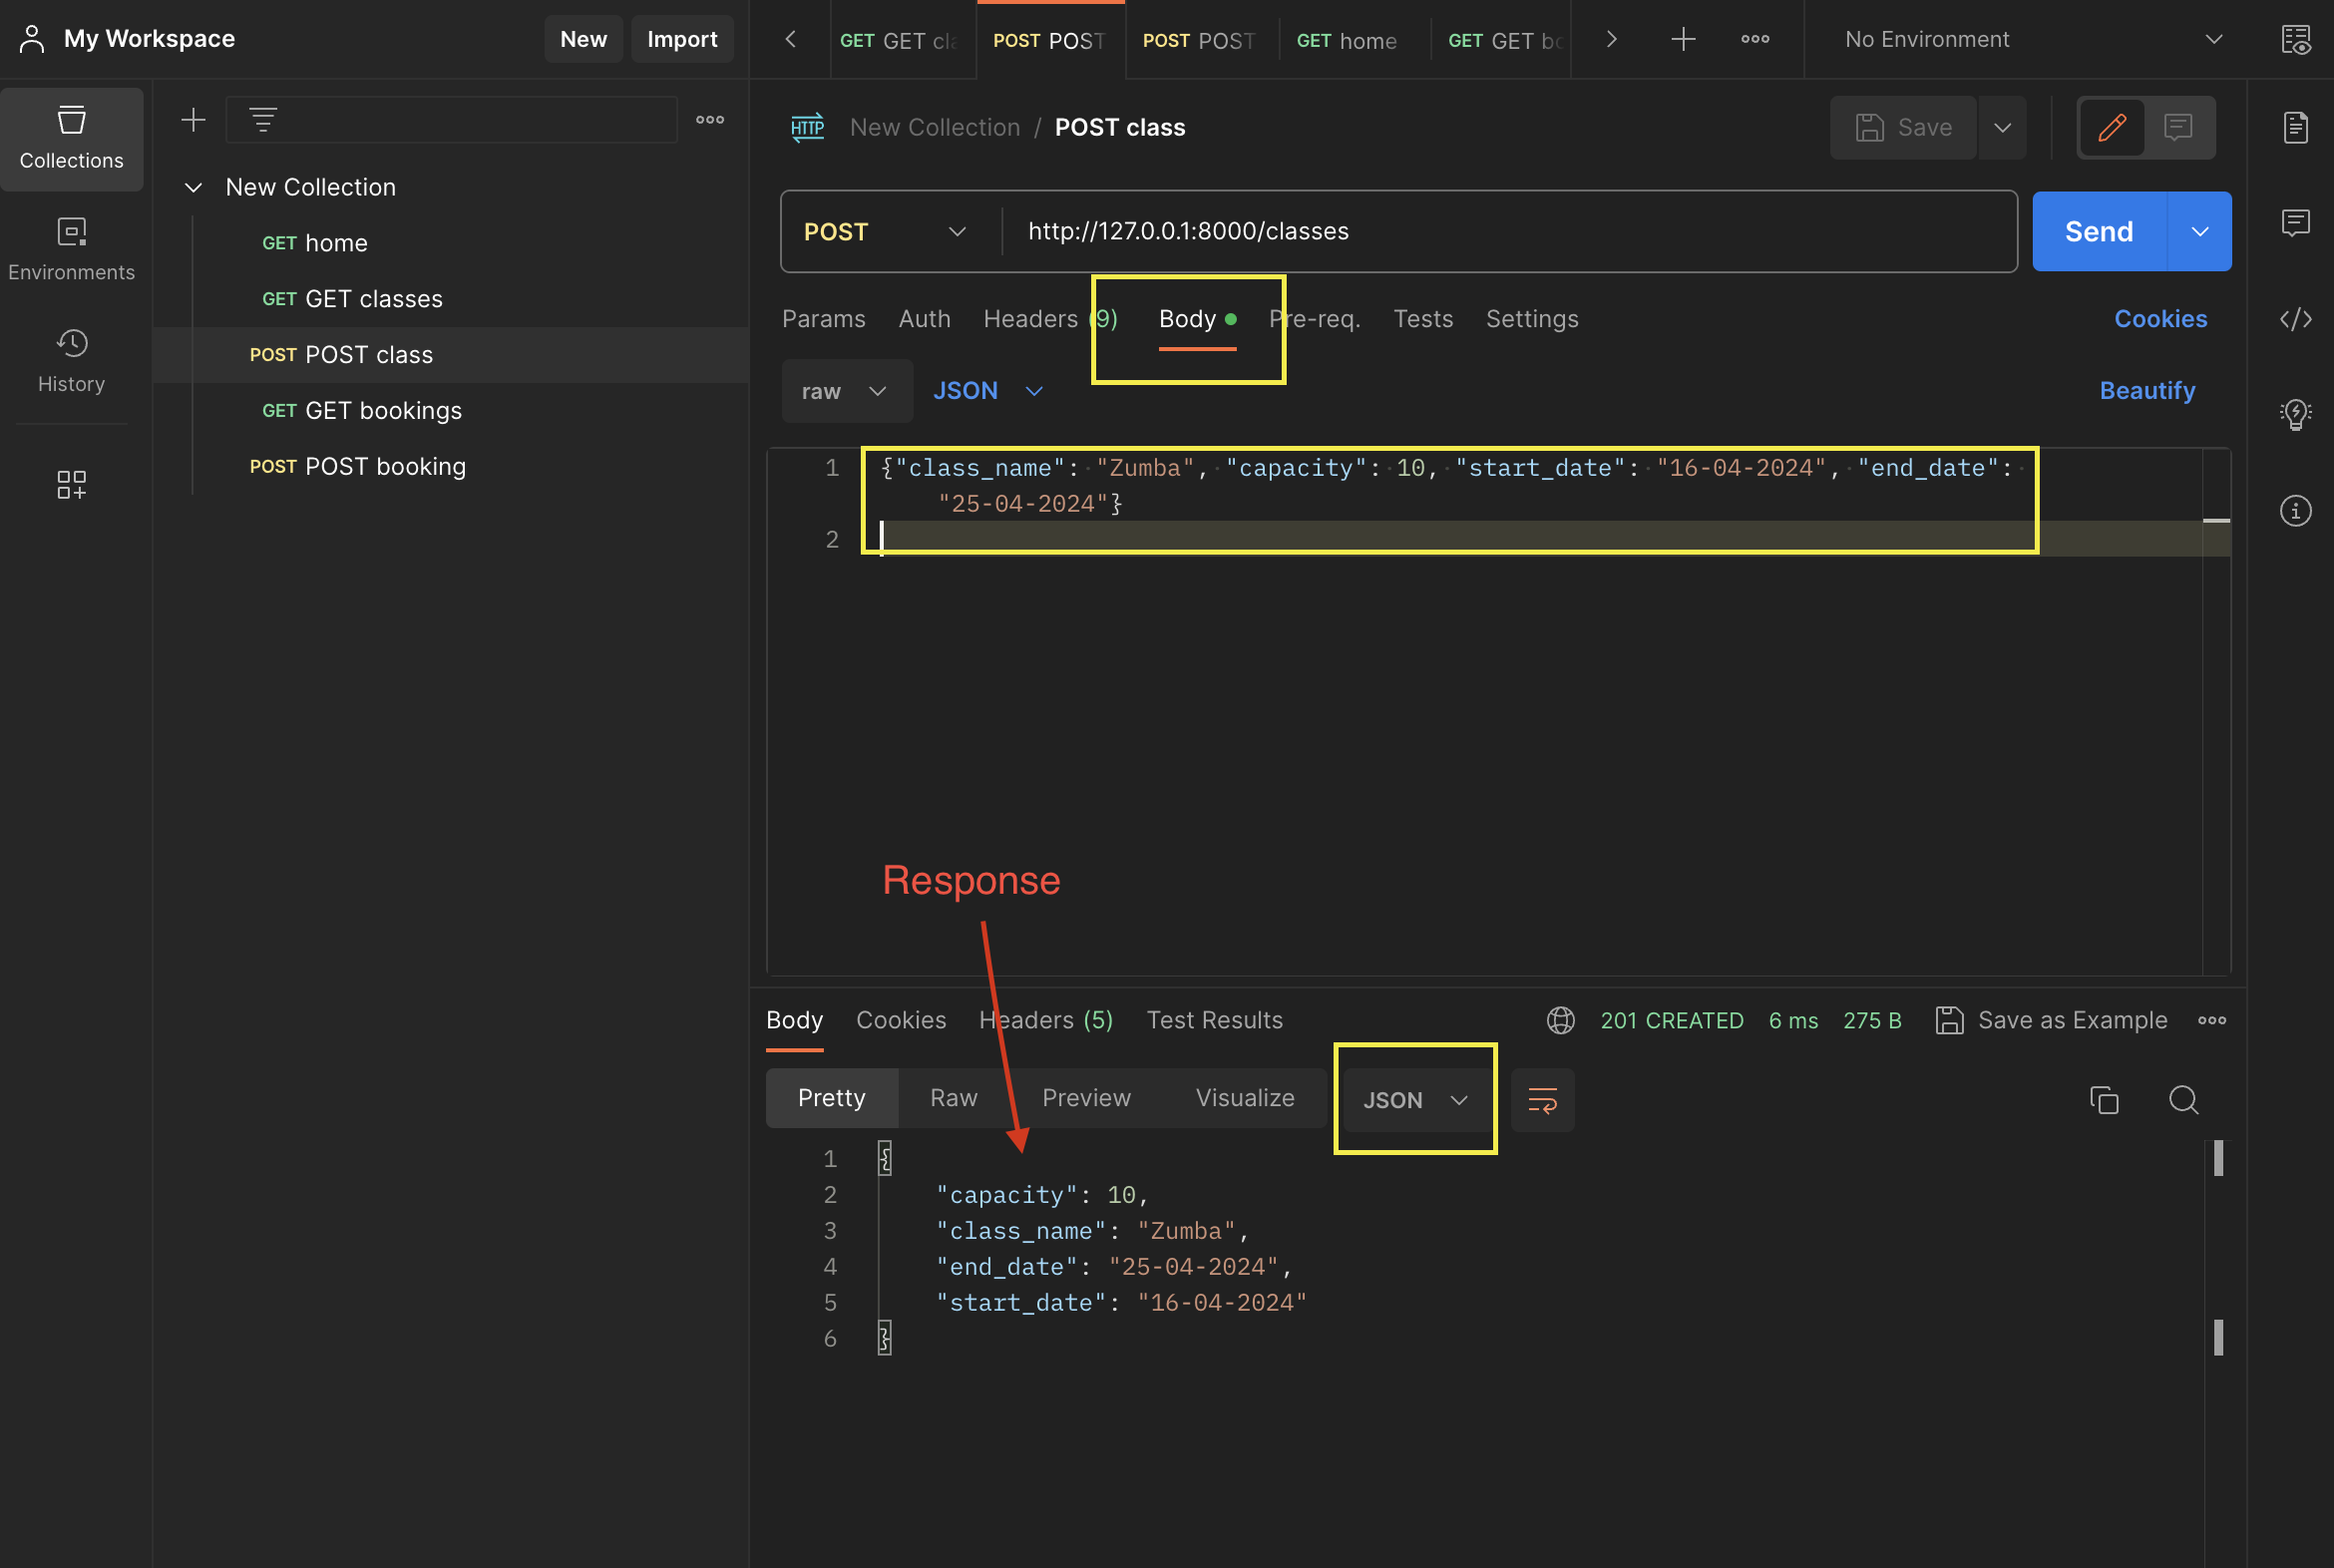 My Workspace
New
Import
GET GET cla
POST POST
POST POST
GET home
GET GET bo
No Environment
Collections
Environments
History
New Collection
GET home
GET GET classes
POST POST class
GET GET bookings
POST POST booking
HTTP New Collection / POST class
Save
POST http://127.0.0.1:8000/classes
Send
Params Auth Headers (9) Body Pre-req. Tests Settings
Cookies
raw JSON
Beautify
1 {"class_name": "Zumba", "capacity": 10, "start_date": "16-04-2024", "end_date":
"25-04-2024"}
2
Response
Body Cookies Headers (5) Test Results
201 CREATED 6 ms 275 B Save as Example
Pretty Raw Preview Visualize JSON
1 {
2 "capacity": 10,
3 "class_name": "Zumba",
4 "end_date": "25-04-2024",
5 "start_date": "16-04-2024"
6 }